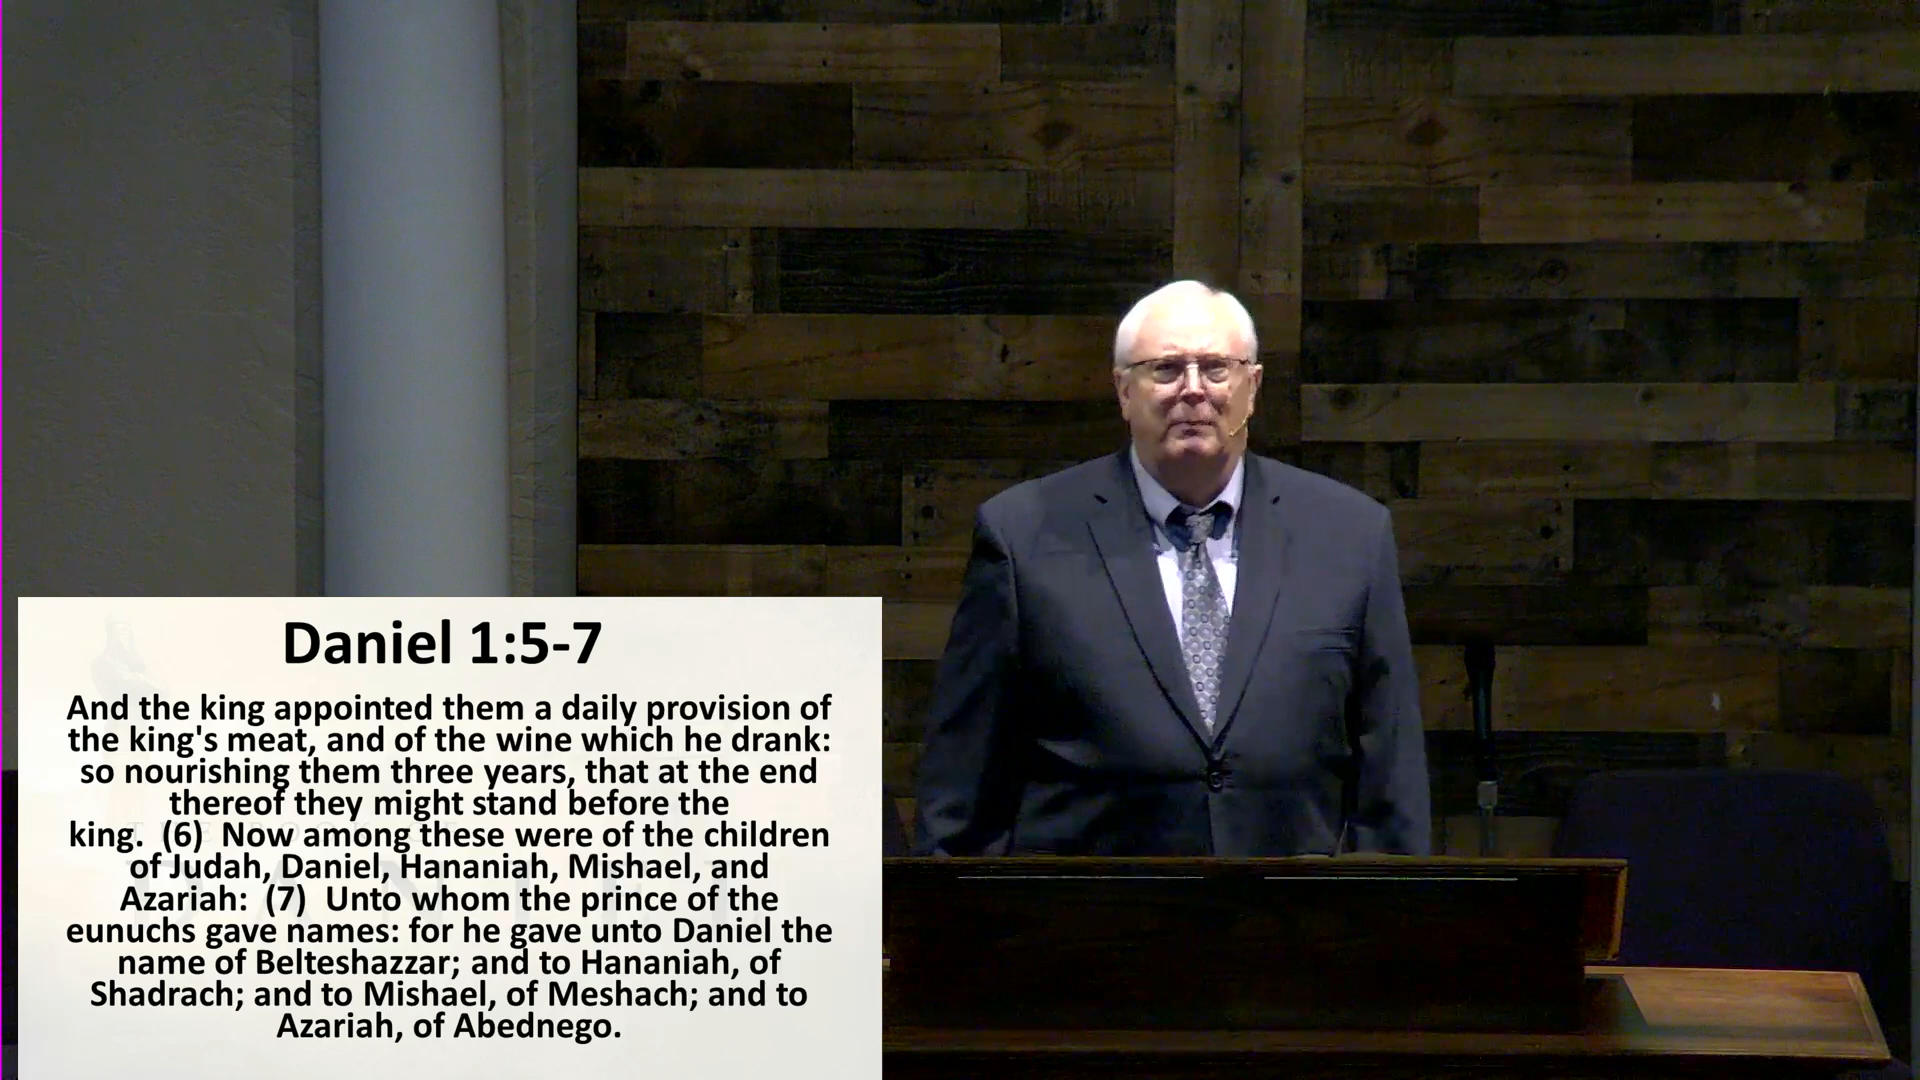 Daniel 1:5-7
And the king appointed them a daily provision of
the king's meat, and of the wine which he drank:
so nourishing them three years, that at the end
thereof they might stand before the
king.  (6)  Now among these were of the children
of Judah, Daniel, Hananiah, Mishael, and
Azariah:  (7)  Unto whom the prince of the
eunuchs gave names: for he gave unto Daniel the
name of Belteshazzar; and to Hananiah, of
Shadrach; and to Mishael, of Meshach; and to
Azariah, of Abednego.